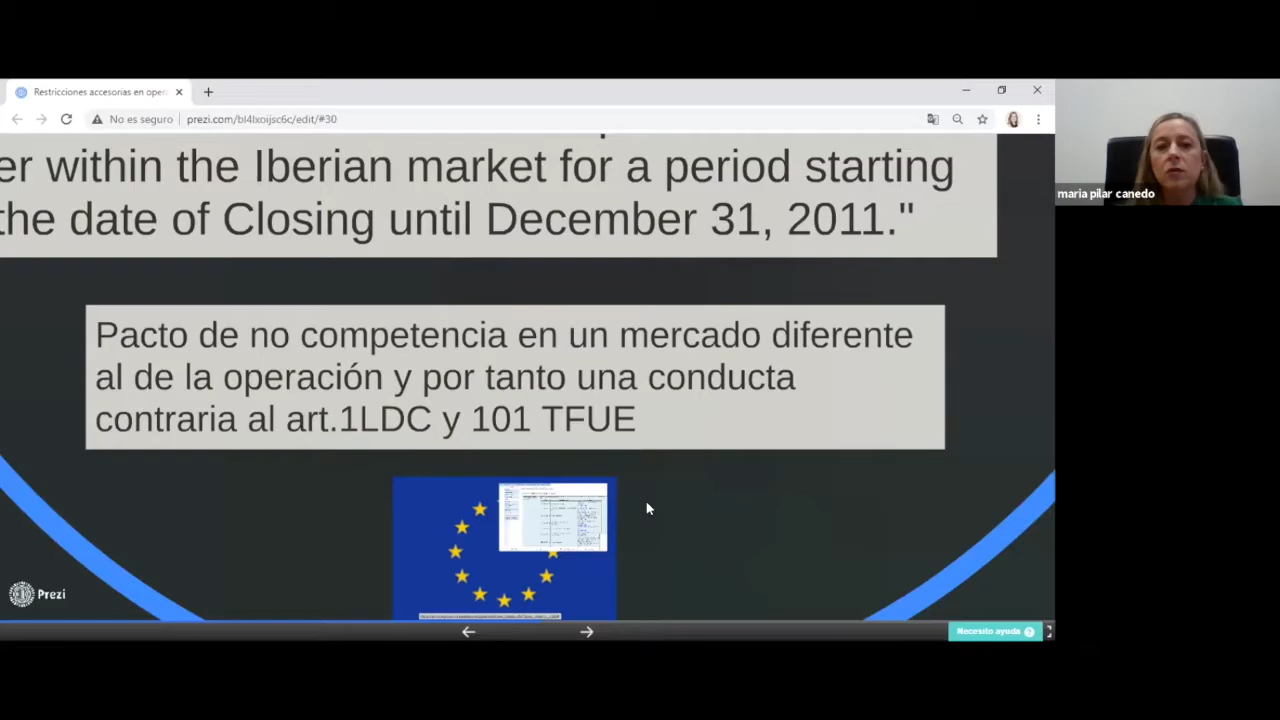 Restricciones accesorias en oper
No es seguro
prezi.com/bl4lxoijsc6c/edit/#30
er within the Iberian market for a period starting
the date of Closing until December 31, 2011."
maria pilar canedo
Pacto de no competencia en un mercado diferente
al de la operación y por tanto una conducta
contraria al art.1LDC y 101 TFUE
Prezi
Necesito ayuda ?